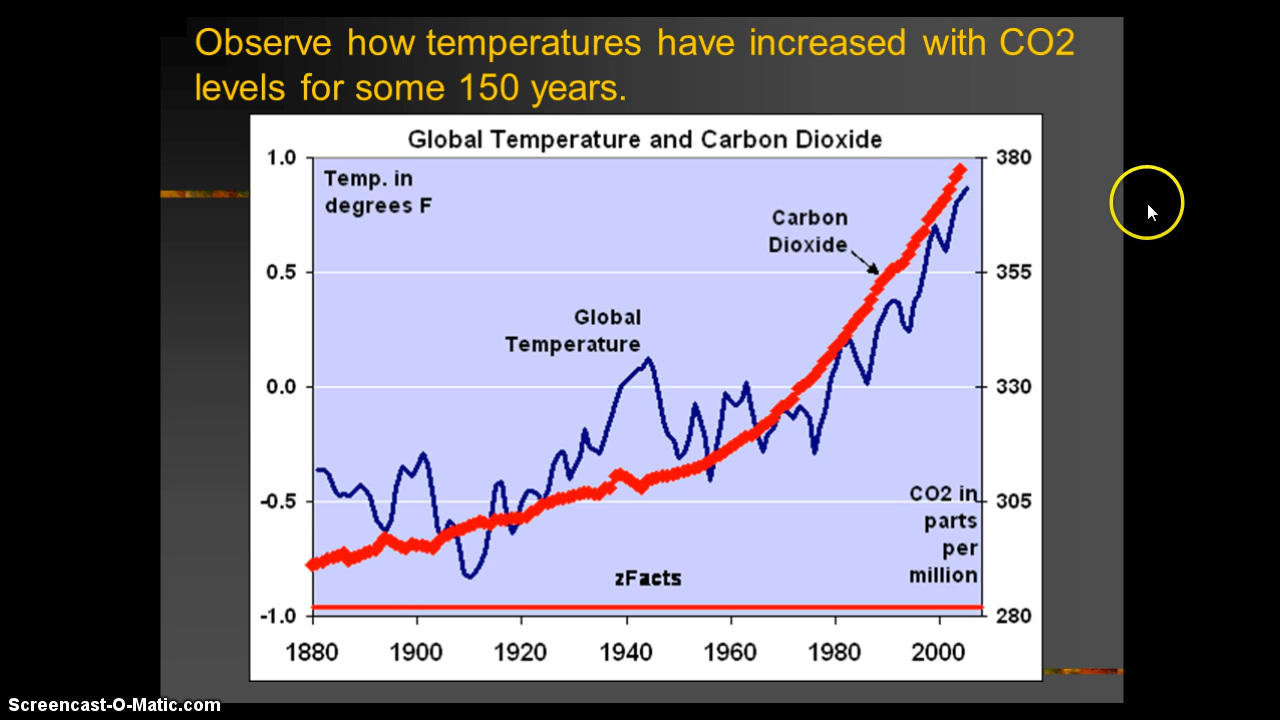 Observe how temperatures have increased with CO2
levels for some 150 years.
Global Temperature and Carbon Dioxide
1.0
380
Temp. in
degrees F
Carbon
Dioxide
0.5
355
Global
Temperature
0.0
330
-0.5
305
CO2 in
parts
per
million
zFacts
-1.0
280
1880 1900 1920 1940 1960 1980 2000
Screencast-O-Matic.com